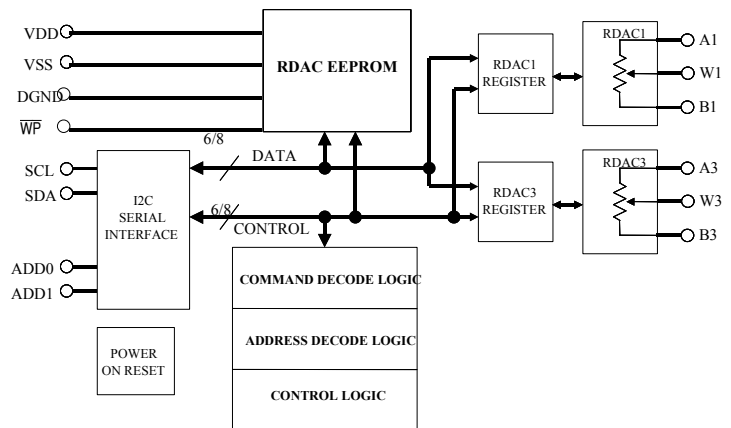 VDD
VSS
DGND
WP
RDAC EEPROM
6/8
DATA
6/8
CONTROL
SCL
SDA
ADD0
ADD1
I2C
SERIAL
INTERFACE
POWER
ON RESET
COMMAND DECODE LOGIC
ADDRESS DECODE LOGIC
CONTROL LOGIC
RDAC1
REGISTER
RDAC1
A1
W1
B1
RDAC3
REGISTER
RDAC3
A3
W3
B3